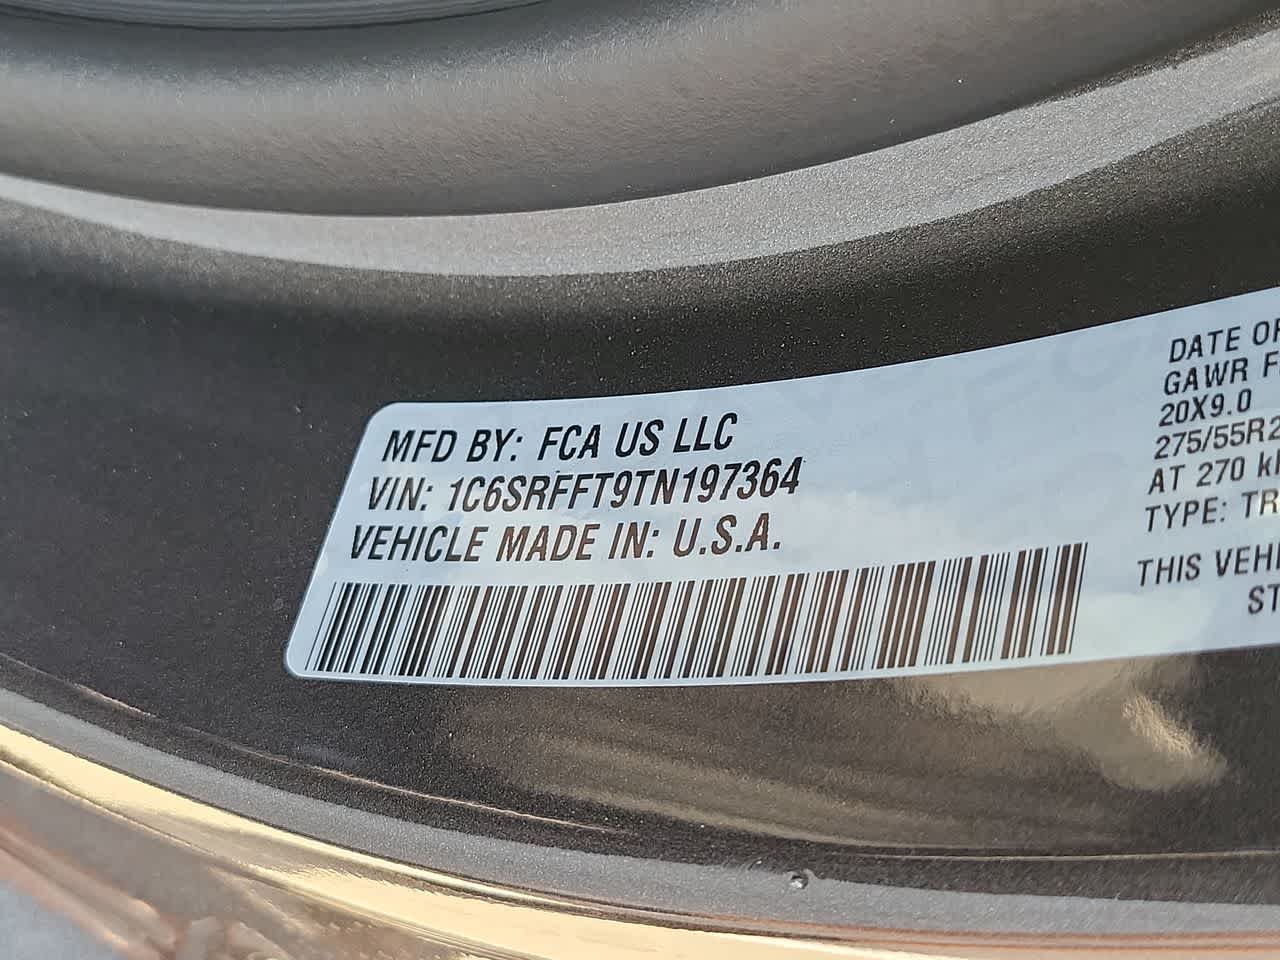 MFD BY: FCA US LLC
VIN: 1C6SRFFT9TN197364
VEHICLE MADE IN: U.S.A.
DATE OF
GAWR F
20X9.0
275/55R2
AT 270 k
TYPE: TR
THIS VEHI
ST